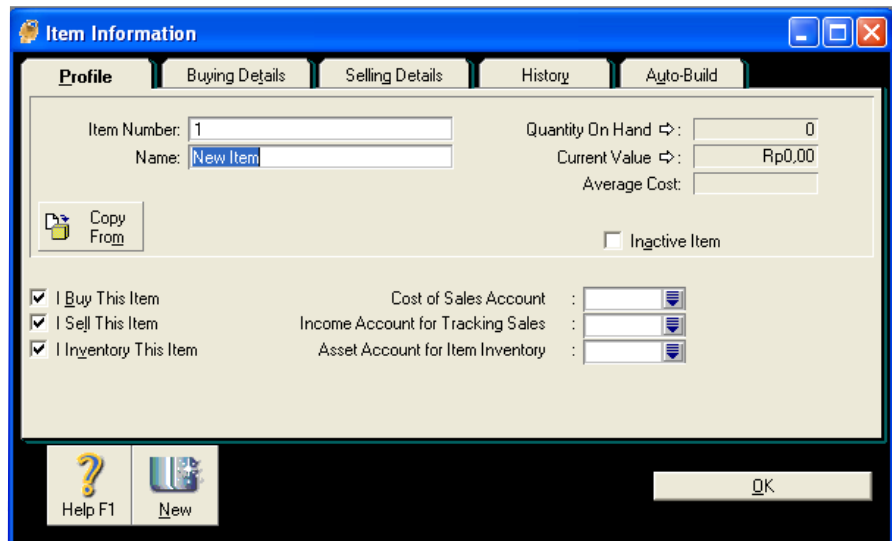 Item Information
Profile Buying Details Selling Details History Auto-Build
Item Number: 1 Quantity On Hand ⇨: 0
Name: New Item Current Value ⇨: Rp0,00
Average Cost:
Copy
From
Inactive Item
I Buy This Item Cost of Sales Account :
I Sell This Item Income Account for Tracking Sales :
I Inventory This Item Asset Account for Item Inventory :
Help F1 New OK